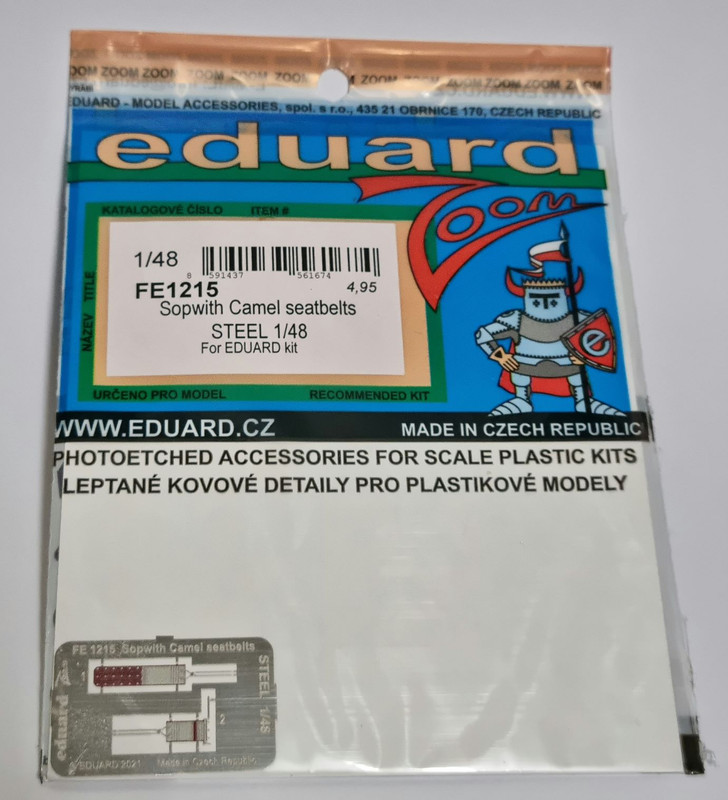 ZOOM ZOOM ZOOM ZOOM ZOOM ZOOM ZOOM ZOOM ZOOM
EDUARD - MODEL ACCESSORIES, spol. s r.o., 435 21 OBRNICE 170, CZECH REPUBLIC
eduard
Zoom
KATALOGOVÉ ČÍSLO ITEM #
1/48
8 591437 561674
FE1215 4,95
Sopwith Camel seatbelts
STEEL 1/48
For EDUARD kit
NÁZEV TITLE
URČENO PRO MODEL RECOMMENDED KIT
e
WWW.EDUARD.CZ MADE IN CZECH REPUBLIC
PHOTOETCHED ACCESSORIES FOR SCALE PLASTIC KITS
LEPTANÉ KOVOVÉ DETAILY PRO PLASTIKOVÉ MODELY
FE 1215 Sopwith Camel seatbelts
STEEL 1/48
1
2
eduard
© EDUARD 2021 Made in Czech Republic